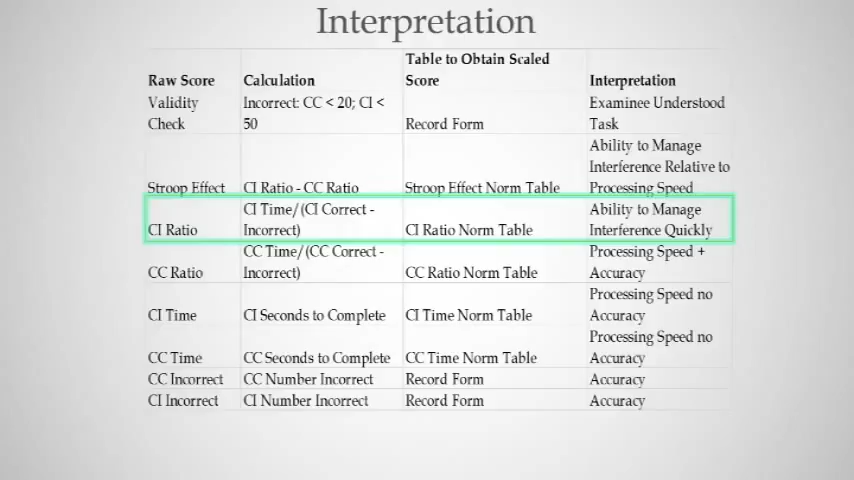 Interpretation
Table to Obtain Scaled
Raw Score Calculation Score Interpretation
Validity Incorrect: CC < 20; CI < Examinee Understood
Check 50 Record Form Task
Ability to Manage
Interference Relative to
Stroop Effect CI Ratio - CC Ratio Stroop Effect Norm Table Processing Speed
CI Time/(CI Correct - Ability to Manage
CI Ratio Incorrect) CI Ratio Norm Table Interference Quickly
CC Time/(CC Correct - Processing Speed +
CC Ratio Incorrect) CC Ratio Norm Table Accuracy
Processing Speed no
CI Time CI Seconds to Complete CI Time Norm Table Accuracy
Processing Speed no
CC Time CC Seconds to Complete CC Time Norm Table Accuracy
CC Incorrect CC Number Incorrect Record Form Accuracy
CI Incorrect CI Number Incorrect Record Form Accuracy